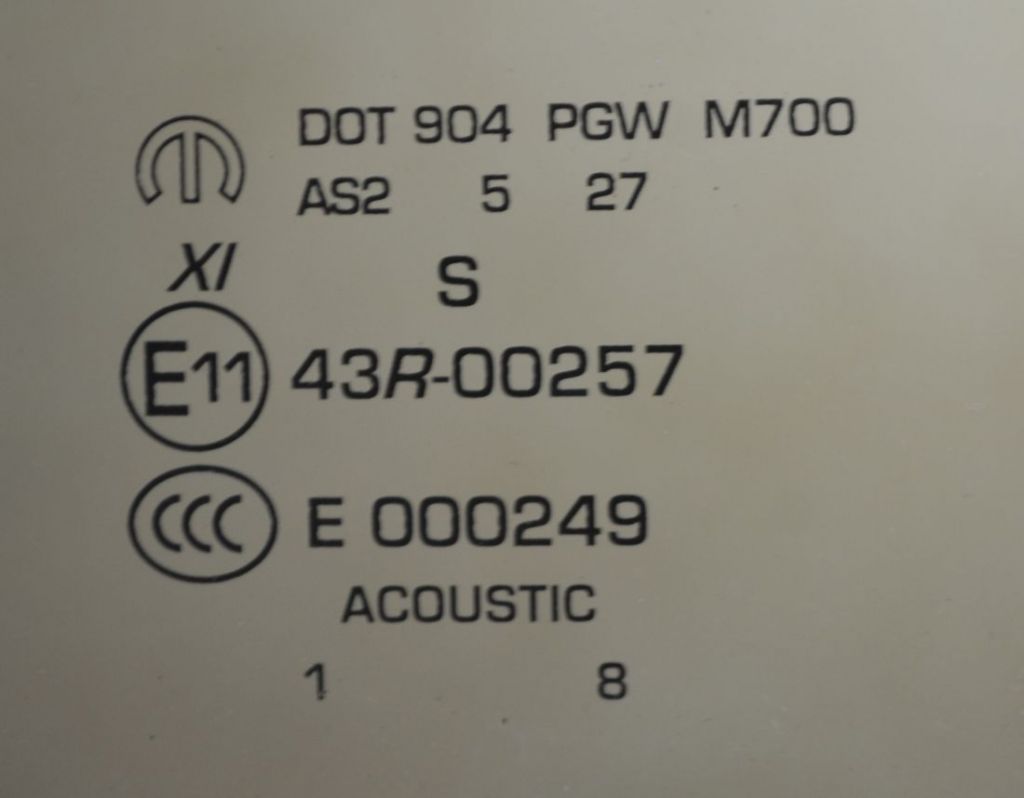 DOT 904 PGW M700
AS2 5 27
XI S
E11 43R-00257
CCC E 000249
ACOUSTIC
1 8